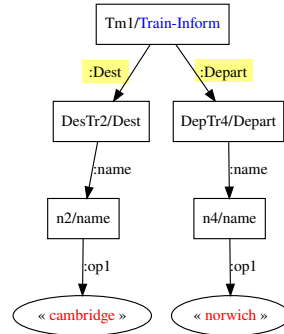 Tm1/Train-Inform
:Dest :Depart
DesTr2/Dest DepTr4/Depart
:name :name
n2/name n4/name
:op1 :op1
« cambridge » « norwich »